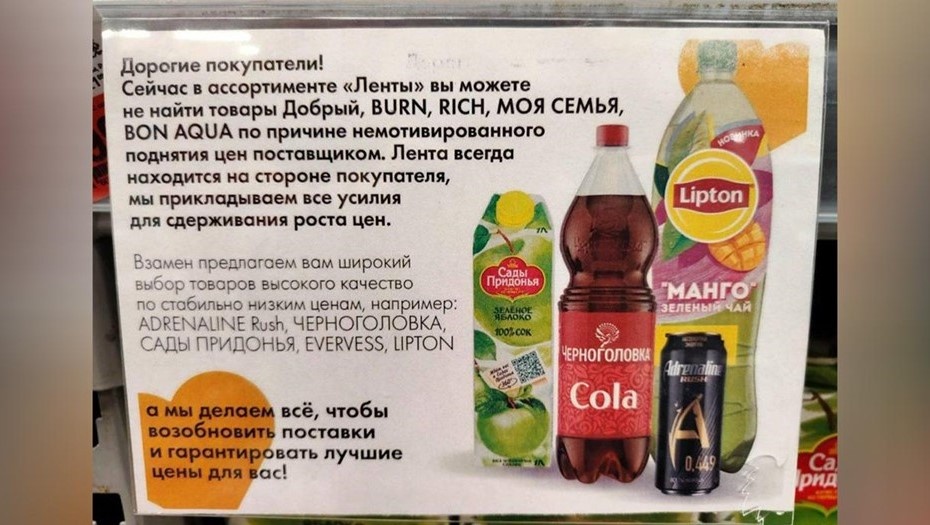 Дорогие покупатели!
Сейчас в ассортименте «Ленты» вы можете
не найти товары Добрый, BURN, RICH, МОЯ СЕМЬЯ,
BON AQUA по причине немотивированного
поднятия цен поставщиком. Лента всегда
находится на стороне покупателя,
мы прикладываем все усилия
для сдерживания роста цен.
Взамен предлагаем вам широкий
выбор товаров высокого качество
по стабильно низким ценам, например:
ADRENALINE Rush, ЧЕРНОГОЛОВКА,
САДЫ ПРИДОНЬЯ, EVERVESS, LIPTON
а мы делаем всё, чтобы
возобновить поставки
и гарантировать лучшие
цены для вас!
Сады
Придонья
ЗЕЛЕНОЕ
ЯБЛОКО
100% СОК
ЧЕРНОГОЛОВКА
Cola
НОВИНКА
Lipton
"МАНГО"
ЗЕЛЕНЫЙ ЧАЙ
Adrenaline
RUSH
0,449
Са
Прид